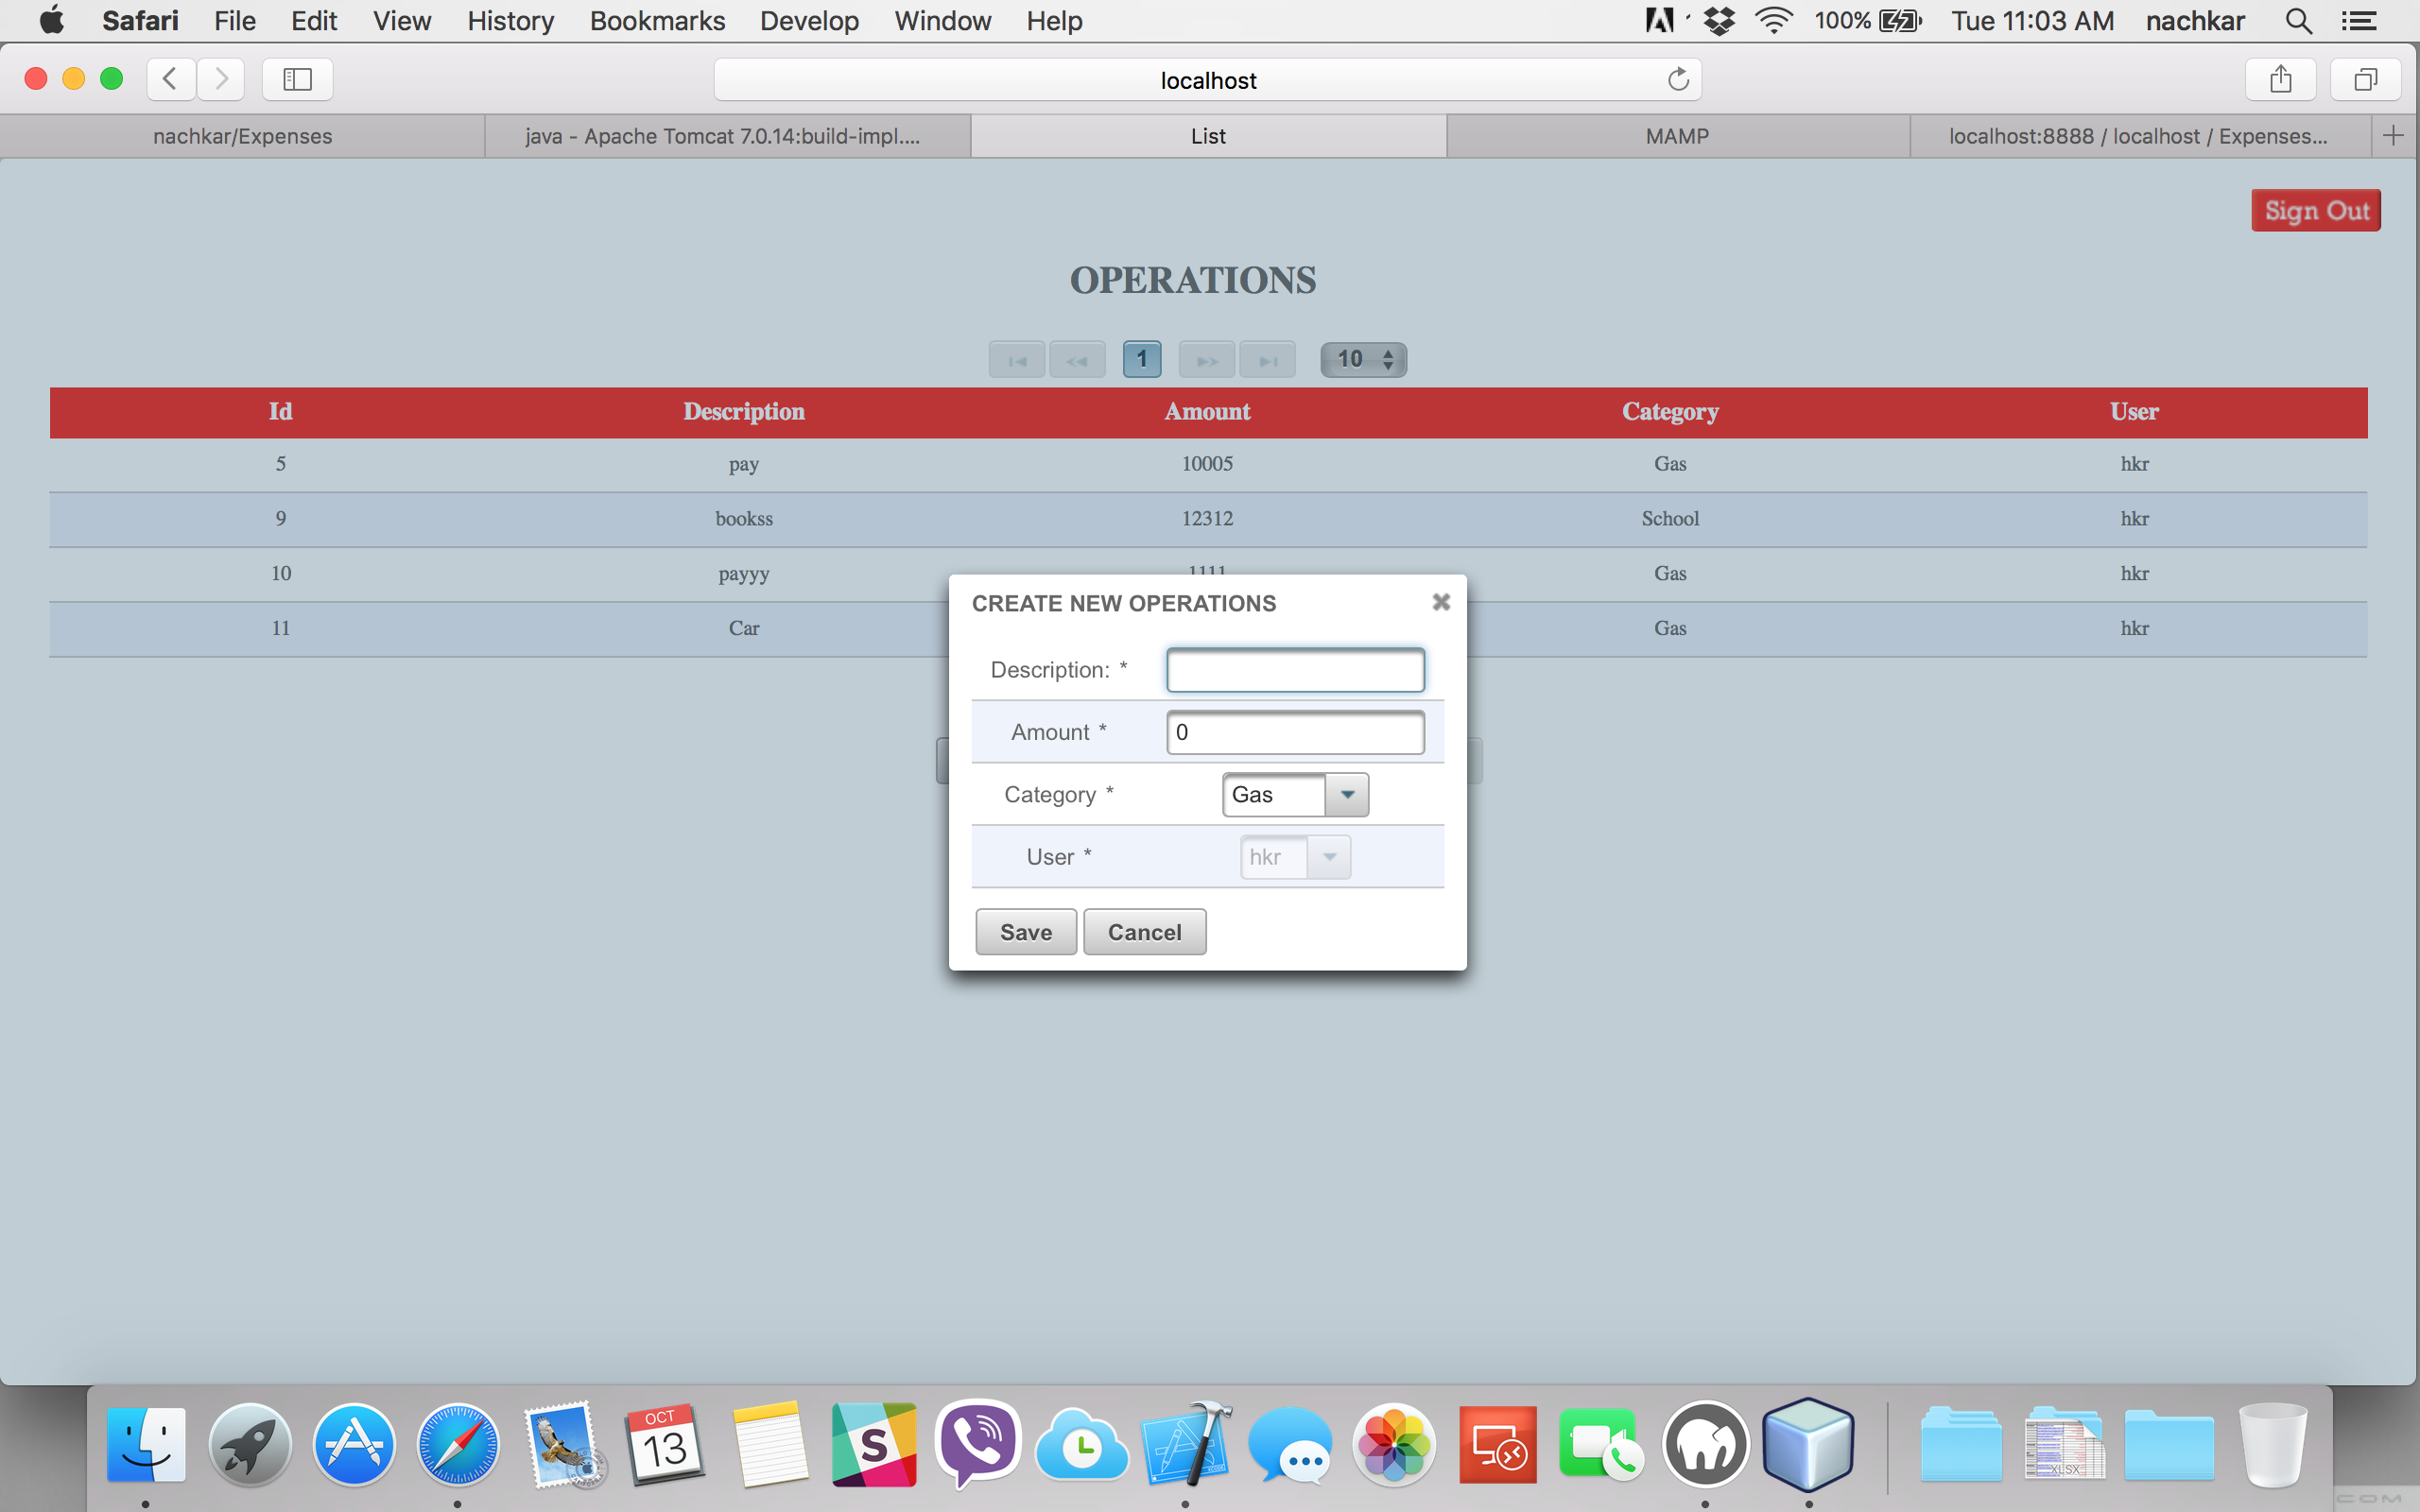 Safari File Edit View History Bookmarks Develop Window Help 100% Tue 11:03 AM nachkar
localhost
nachkar/Expenses java - Apache Tomcat 7.0.14:build-impl.... List MAMP localhost:8888 / localhost / Expenses...
Sign Out
OPERATIONS
1 10
Id Description Amount Category User
5 pay 10005 Gas hkr
9 bookss 12312 School hkr
10 payyy 1111 Gas hkr
11 Car Gas hkr
CREATE NEW OPERATIONS
Description: *
Amount * 0
Category * Gas
User * hkr
Save Cancel
OCT
13
S
XLSX
COM